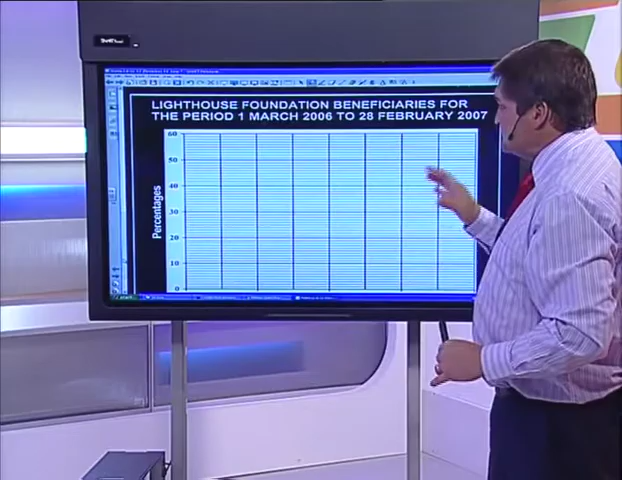 LIGHTHOUSE FOUNDATION BENEFICIARIES FOR
THE PERIOD 1 MARCH 2006 TO 28 FEBRUARY 2007
60
50
40
30
20
10
0
Percentages